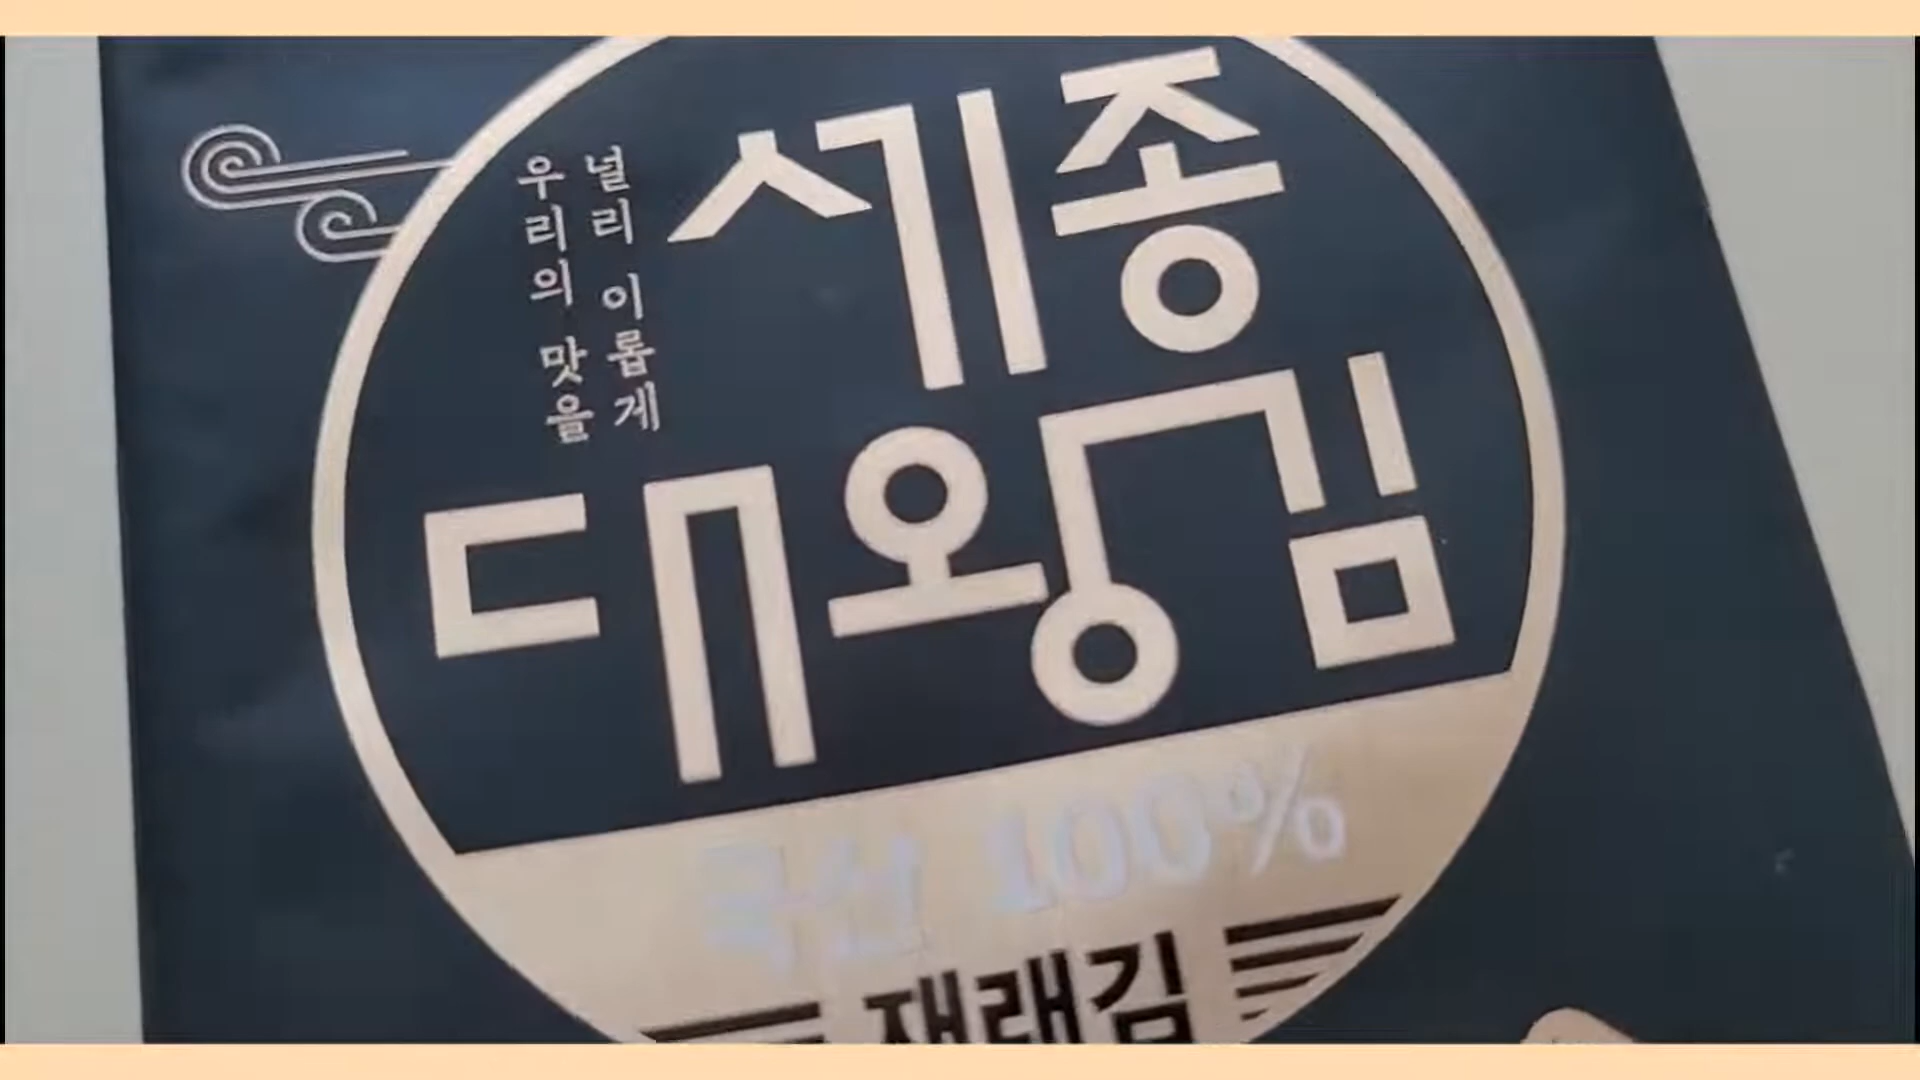 우리의 맛을
널리 이롭게
세종
대왕김
국산 100%
재래김